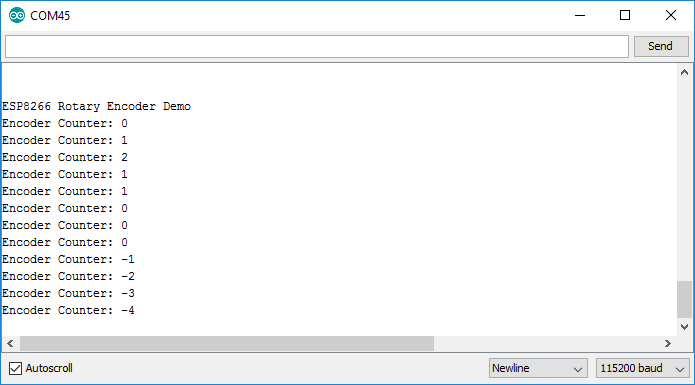 COM45
Send
ESP8266 Rotary Encoder Demo
Encoder Counter: 0
Encoder Counter: 1
Encoder Counter: 2
Encoder Counter: 1
Encoder Counter: 1
Encoder Counter: 0
Encoder Counter: 0
Encoder Counter: 0
Encoder Counter: -1
Encoder Counter: -2
Encoder Counter: -3
Encoder Counter: -4
Autoscroll
Newline
115200 baud